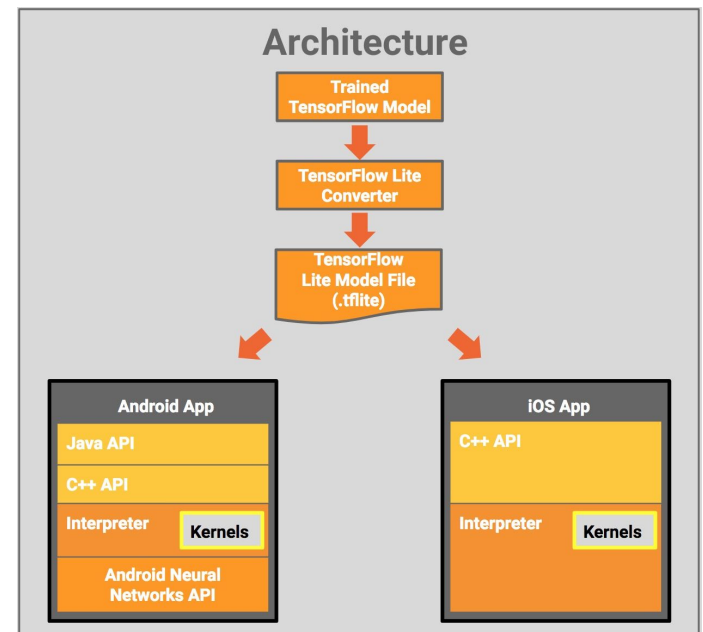 Architecture
Trained
TensorFlow Model
TensorFlow Lite
Converter
TensorFlow
Lite Model File
(.tflite)
Android App
Java API
C++ API
Interpreter
Kernels
Android Neural
Networks API
iOS App
C++ API
Interpreter
Kernels